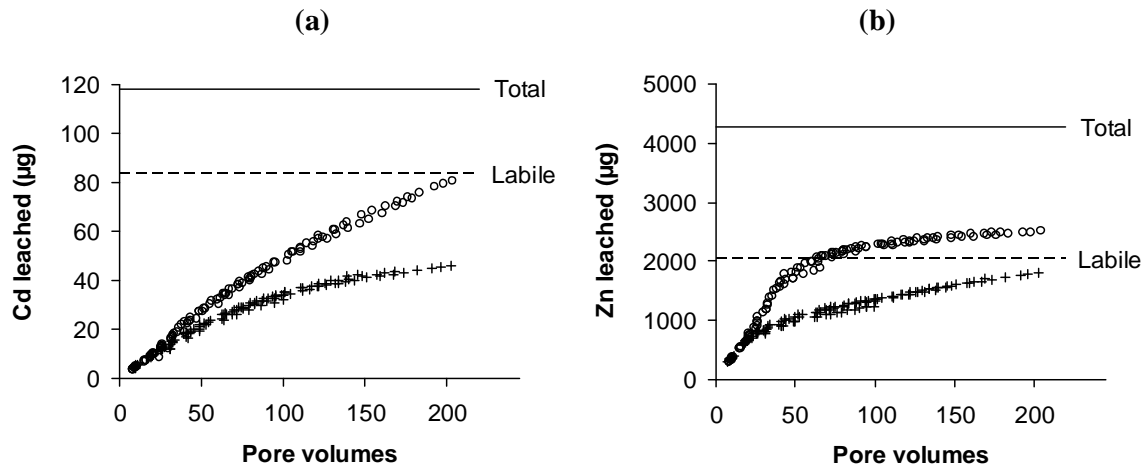 (a)
Cd leached (µg)
120
100
80
60
40
20
0
Total
Labile
0 50 100 150 200
Pore volumes
(b)
Zn leached (µg)
5000
4000
3000
2000
1000
0
Total
Labile
0 50 100 150 200
Pore volumes